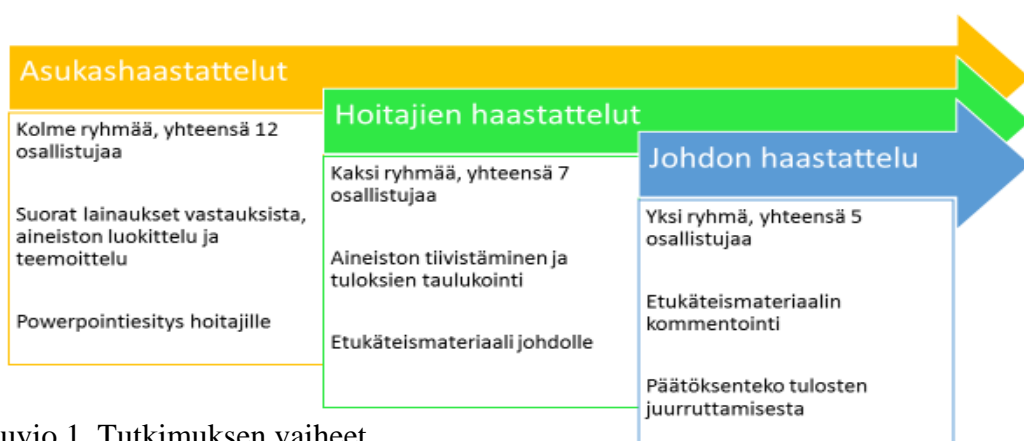 Asukashaastattelut
Kolme ryhmää, yhteensä 12
osallistujaa
Suorat lainaukset vastauksista,
aineiston luokittelu ja
teemoittelu
Powerpointiesitys hoitajille
Hoitajien haastattelut
Kaksi ryhmää, yhteensä 7
osallistujaa
Aineiston tiivistäminen ja
tuloksien taulukointi
Etukäteismateriaali johdolle
Johdon haastattelu
Yksi ryhmä, yhteensä 5
osallistujaa
Etukäteismateriaalin
kommentointi
Päätöksenteko tulosten
juurruttamisesta
uvio 1. Tutkimuksen vaiheet